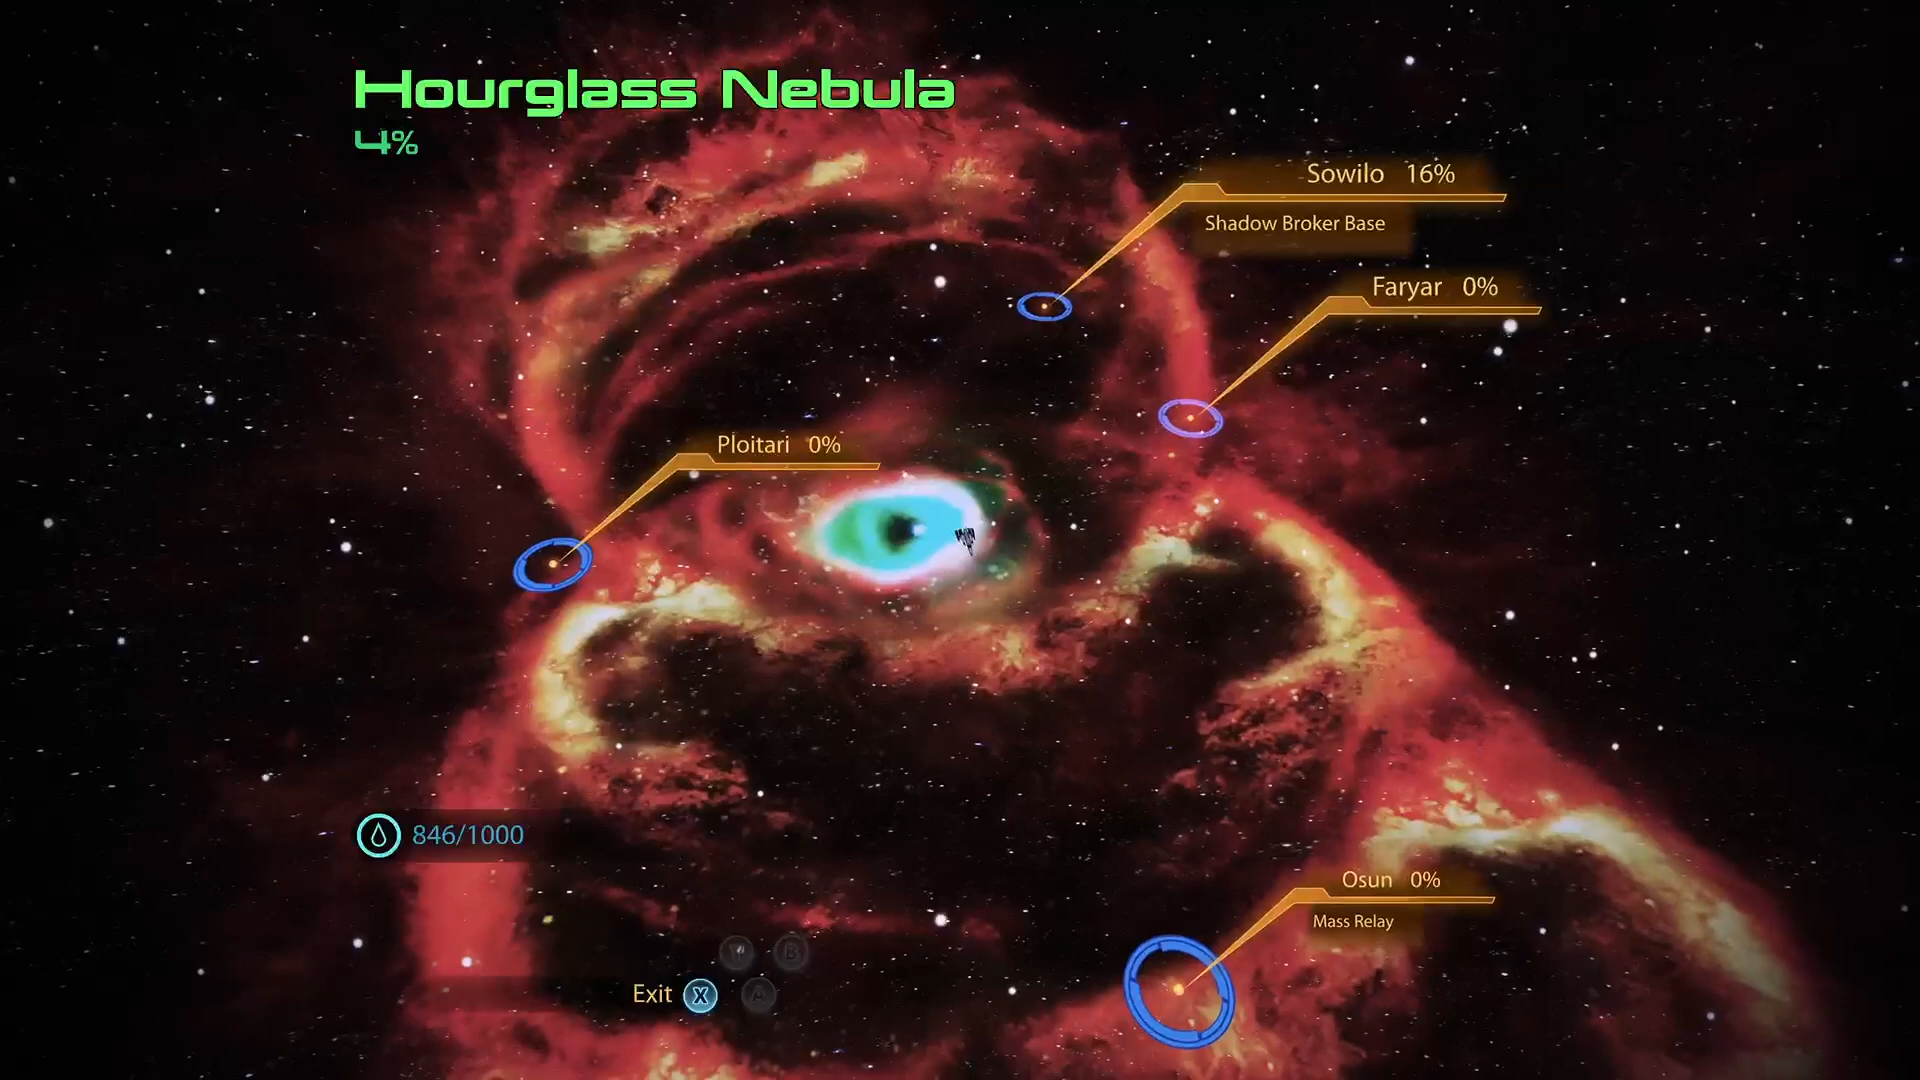 Hourglass Nebula
4%
Sowilo 16%
Shadow Broker Base
Faryar 0%
Ploitari 0%
846/1000
Osun 0%
Mass Relay
Y B
Exit X A